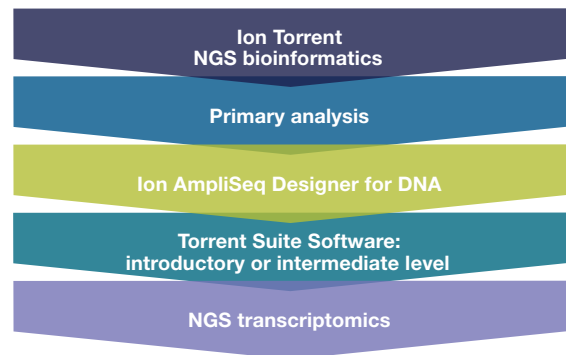 Ion Torrent
NGS bioinformatics
Primary analysis
Ion AmpliSeq Designer for DNA
Torrent Suite Software:
introductory or intermediate level
NGS transcriptomics